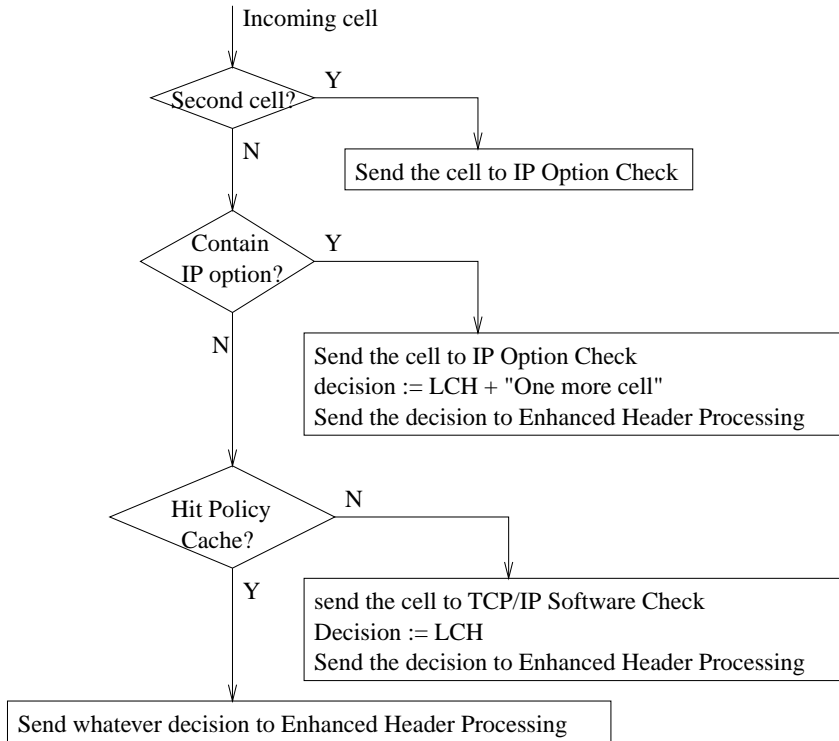 Incoming cell
Second cell?
Y
N
Send the cell to IP Option Check
Contain
IP option?
Y
N
Send the cell to IP Option Check
decision := LCH + "One more cell"
Send the decision to Enhanced Header Processing
Hit Policy
Cache?
N
Y
send the cell to TCP/IP Software Check
Decision := LCH
Send the decision to Enhanced Header Processing
Send whatever decision to Enhanced Header Processing